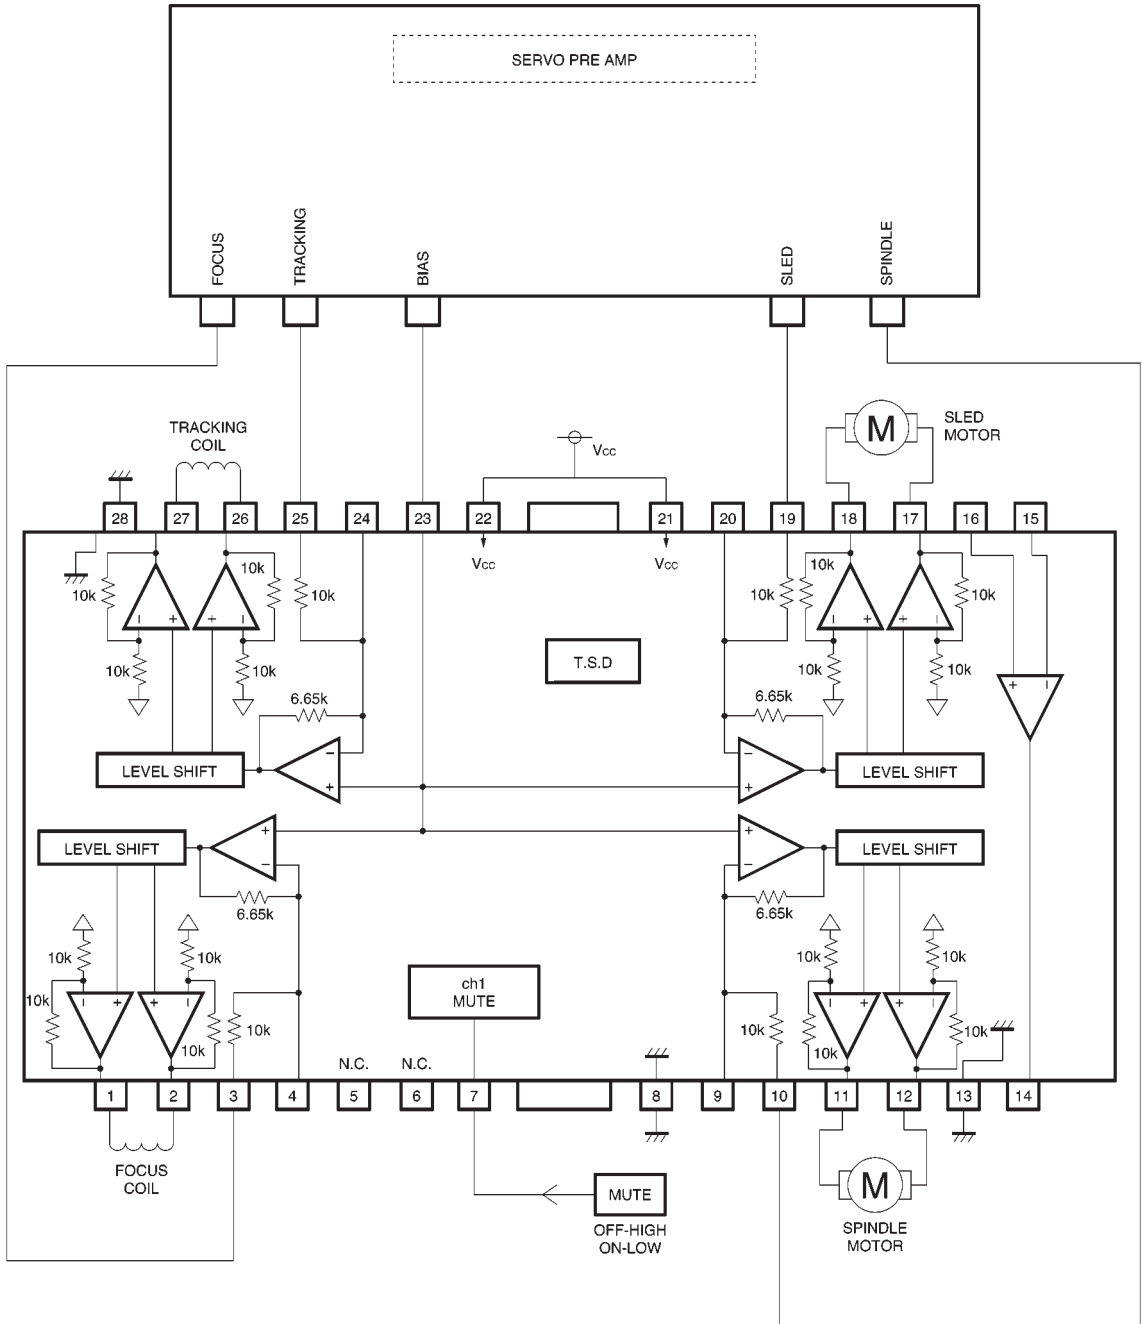 SERVO PRE AMP
FOCUS
TRACKING
BIAS
SLED
SPINDLE
TRACKING
COIL
Vcc
M
SLED
MOTOR
28
27
26
25
24
23
22
21
20
19
18
17
16
15
Vcc
Vcc
10k
10k
10k
10k
10k
10k
10k
10k
10k
10k
10k
- +
+ -
- +
+ -
+ -
T.S.D
6.65k
6.65k
LEVEL SHIFT
-
+
-
+
LEVEL SHIFT
LEVEL SHIFT
+
-
+
-
LEVEL SHIFT
6.65k
6.65k
10k
10k
10k
10k
10k
10k
10k
10k
10k
10k
- +
+ -
- +
+ -
ch1
MUTE
N.C.
N.C.
1
2
3
4
5
6
7
8
9
10
11
12
13
14
FOCUS
COIL
MUTE
OFF-HIGH
ON-LOW
M
SPINDLE
MOTOR